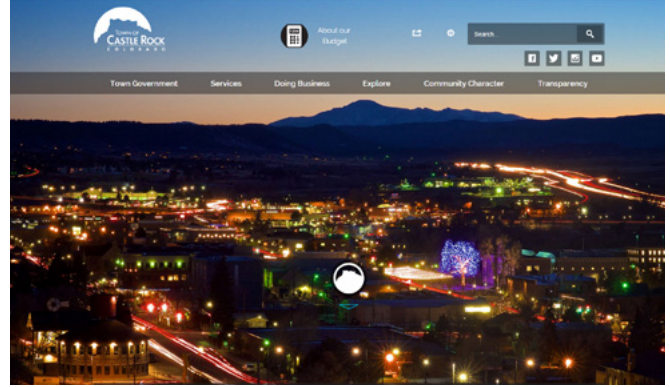 TOWN OF
CASTLE ROCK
COLORADO
About our
Budget
Search...
Town Government
Services
Doing Business
Explore
Community Character
Transparency